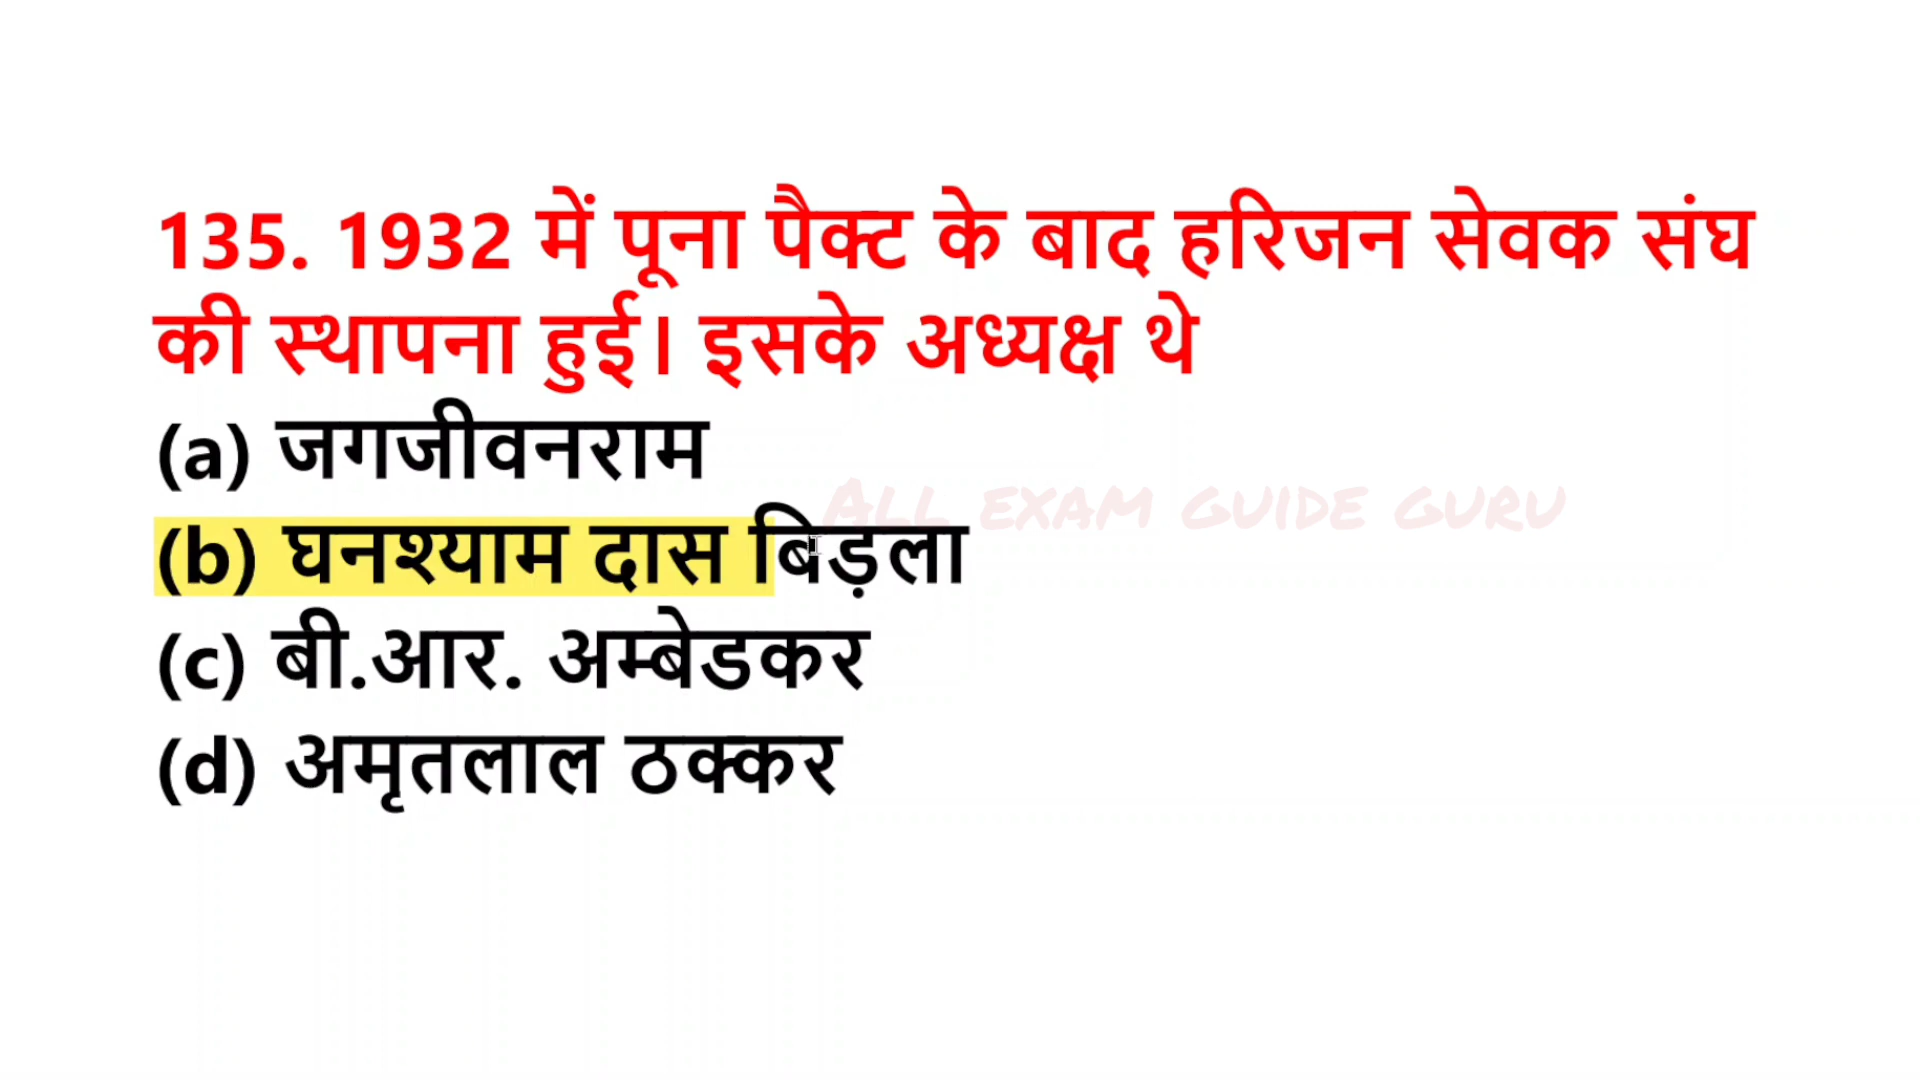 135. 1932 में पूना पैक्ट के बाद हरिजन सेवक संघ
की स्थापना हुई। इसके अध्यक्ष थे
(a) जगजीवनराम
ALL EXAM GUIDE GURU
(b) घनश्याम दास बिड़ला
(c) बी.आर. अम्बेडकर
(d) अमृतलाल ठक्कर